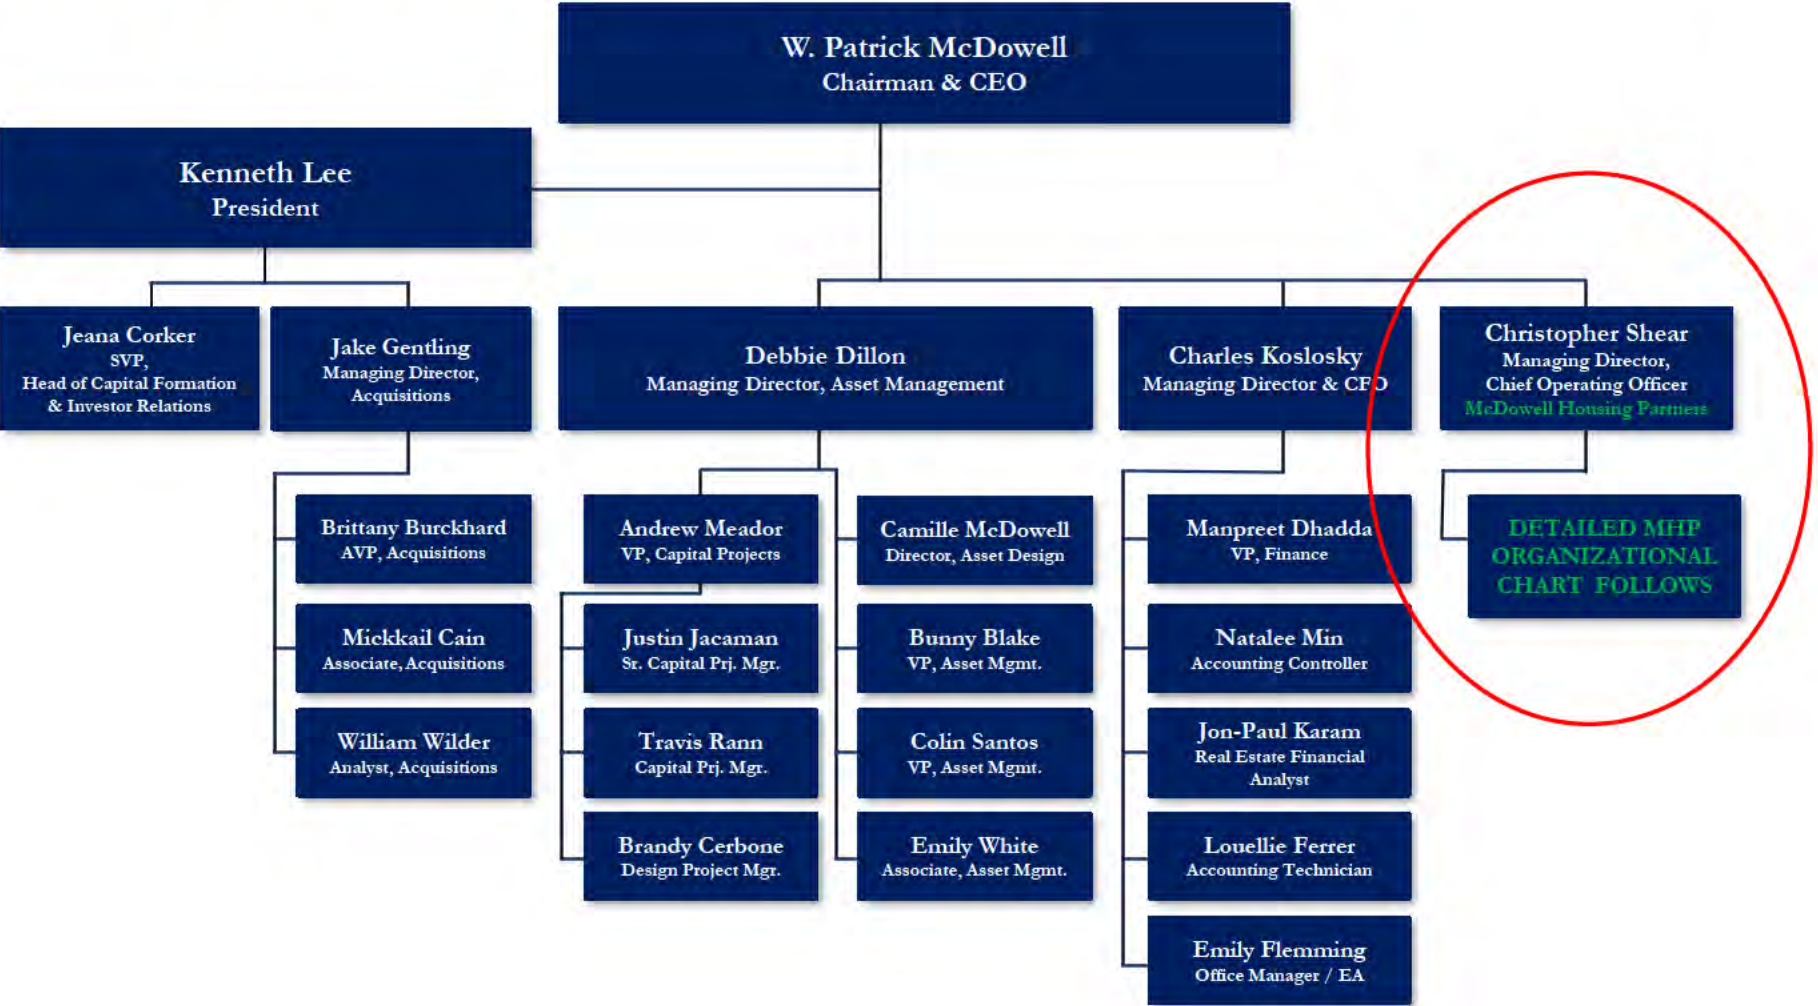 W. Patrick McDowell
Chairman & CEO
Kenneth Lee
President
Jeana Corker
SVP,
Head of Capital Formation
& Investor Relations
Jake Gentling
Managing Director,
Acquisitions
Debbie Dillon
Managing Director, Asset Management
Charles Koslosky
Managing Director & CFO
Christopher Shear
Managing Director,
Chief Operating Officer
McDowell Housing Partners
Brittany Burckhard
AVP, Acquisitions
Mickkail Cain
Associate, Acquisitions
William Wilder
Analyst, Acquisitions
Andrew Meador
VP, Capital Projects
Justin Jacaman
Sr. Capital Prj. Mgr.
Travis Rann
Capital Prj. Mgr.
Brandy Cerbone
Design Project Mgr.
Camille McDowell
Director, Asset Design
Bunny Blake
VP, Asset Mgmt.
Colin Santos
VP, Asset Mgmt.
Emily White
Associate, Asset Mgmt.
Manpreet Dhadda
VP, Finance
Natalee Min
Accounting Controller
Jon-Paul Karam
Real Estate Financial
Analyst
Louellie Ferrer
Accounting Technician
Emily Flemming
Office Manager / EA
DETAILED MHP
ORGANIZATIONAL
CHART FOLLOWS